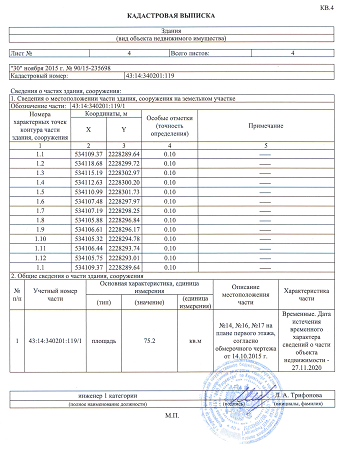 КВ.4
КАДАСТРОВАЯ ВЫПИСКА
Здания
(вид объекта недвижимого имущества)
Лист № 4 Всего листов: 4
"30" ноября 2015 г. № 90/15-235698
Кадастровый номер: 43:14:340201:119
Сведения о частях здания, сооружения:
1. Сведения о местоположении части здания, сооружения на земельном участке
Обозначение части: 43:14:340201:119/1
Номера характерных точек контура части здания, сооружения Координаты, м X Y Особые отметки (точность определения) Примечание
1 2 3 4 5
1.1 534109.37 2228289.64 0.10 —
1.2 534118.68 2228299.72 0.10 —
1.3 534115.19 2228302.97 0.10 —
1.4 534112.63 2228300.20 0.10 —
1.5 534110.99 2228301.73 0.10 —
1.6 534107.48 2228297.97 0.10 —
1.7 534107.19 2228298.25 0.10 —
1.8 534105.88 2228296.84 0.10 —
1.9 534106.61 2228296.17 0.10 —
1.10 534105.32 2228294.78 0.10 —
1.11 534106.44 2228293.74 0.10 —
1.12 534105.75 2228293.01 0.10 —
1.1 534109.37 2228289.64 0.10 —
2. Общие сведения о части здания, сооружения
№ п/п Учетный номер части Основная характеристика, единица измерения (тип) (значение) (единица измерения) Описание местоположения части Характеристика части
1 43:14:340201:119/1 площадь 75.2 кв.м №14, №16, №17 на плане первого этажа, согласно обмерочного чертежа от 14.10.2015 г. Временные. Дата истечения временного характера сведений о части объекта недвижимости - 27.11.2020
инженер 1 категории Л. А. Трифонова
(полное наименование должности) (подпись) (инициалы, фамилия)
М.П.